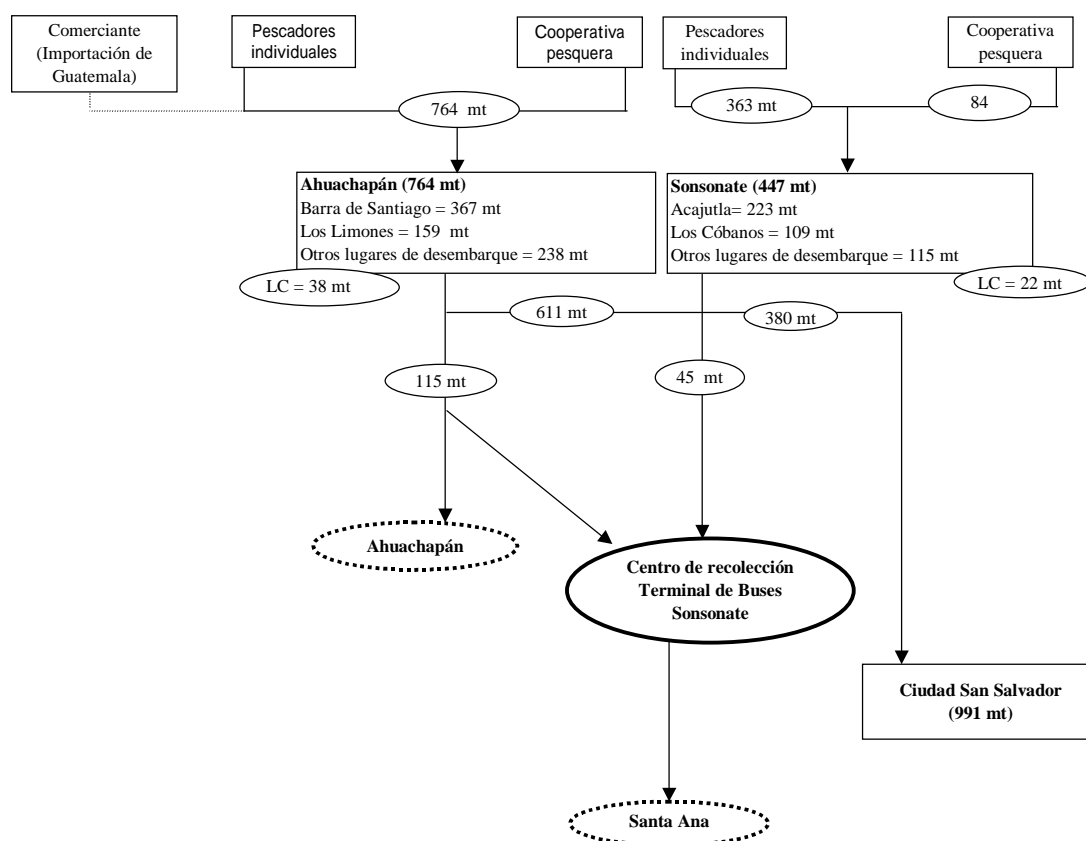 Comerciante
(Importación de
Guatemala)
Pescadores
individuales
Cooperativa
pesquera
Pescadores
individuales
Cooperativa
pesquera
764 mt
363 mt
84
Ahuachapán (764 mt)
Barra de Santiago = 367 mt
Los Limones = 159 mt
Otros lugares de desembarque = 238 mt
Sonsonate (447 mt)
Acajutla= 223 mt
Los Cóbanos = 109 mt
Otros lugares de desembarque = 115 mt
LC = 38 mt
LC = 22 mt
611 mt
380 mt
115 mt
45 mt
Ahuachapán
Centro de recolección
Terminal de Buses
Sonsonate
Ciudad San Salvador
(991 mt)
Santa Ana